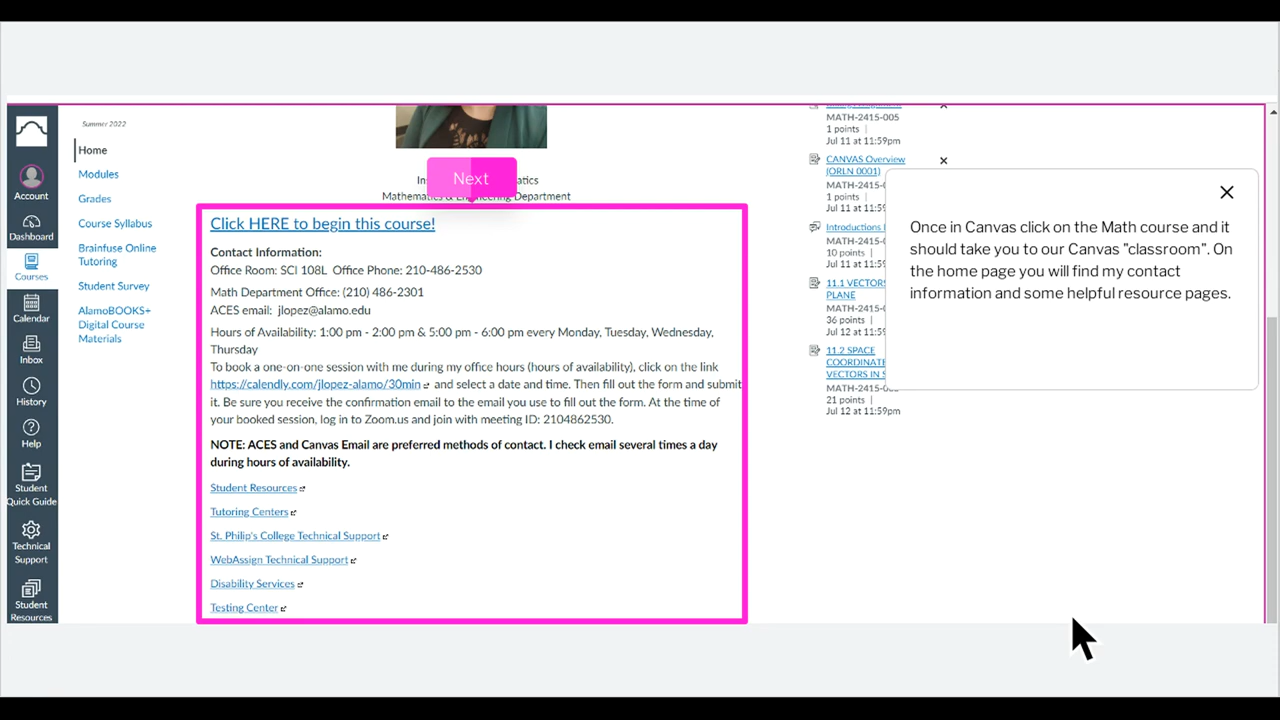 Account
Dashboard
Courses
Calendar
Inbox
History
Help
Student
Quick Guide
Technical
Support
Student
Resources
Summer 2022
Home
Modules
Grades
Course Syllabus
Brainfuse Online
Tutoring
Student Survey
AlamoBOOKS+
Digital Course
Materials
Next
Mathematics & Engineering Department
Click HERE to begin this course!
Contact Information:
Office Room: SCI 108L Office Phone: 210-486-2530
Math Department Office: (210) 486-2301
ACES email: jlopez@alamo.edu
Hours of Availability: 1:00 pm - 2:00 pm & 5:00 pm - 6:00 pm every Monday, Tuesday, Wednesday,
Thursday
To book a one-on-one session with me during my office hours (hours of availability), click on the link
https://calendly.com/jlopez-alamo/30min and select a date and time. Then fill out the form and submit
it. Be sure you receive the confirmation email to the email you use to fill out the form. At the time of
your booked session, log in to Zoom.us and join with meeting ID: 2104862530.
NOTE: ACES and Canvas Email are preferred methods of contact. I check email several times a day
during hours of availability.
Student Resources
Tutoring Centers
St. Philip's College Technical Support
WebAssign Technical Support
Disability Services
Testing Center
MATH-2415-005
1 points |
Jul 11 at 11:59pm
CANVAS Overview
(ORLN 0001)
MATH-2415-0
1 points |
Jul 11 at 11:59
Introductions
MATH-2415-0
10 points |
Jul 11 at 11:59
11.1 VECTORS
PLANE
MATH-2415-0
36 points |
Jul 12 at 11:59
11.2 SPACE
COORDINATE
VECTORS IN S
21 points |
Jul 12 at 11:59pm
Once in Canvas click on the Math course and it
should take you to our Canvas "classroom". On
the home page you will find my contact
information and some helpful resource pages.